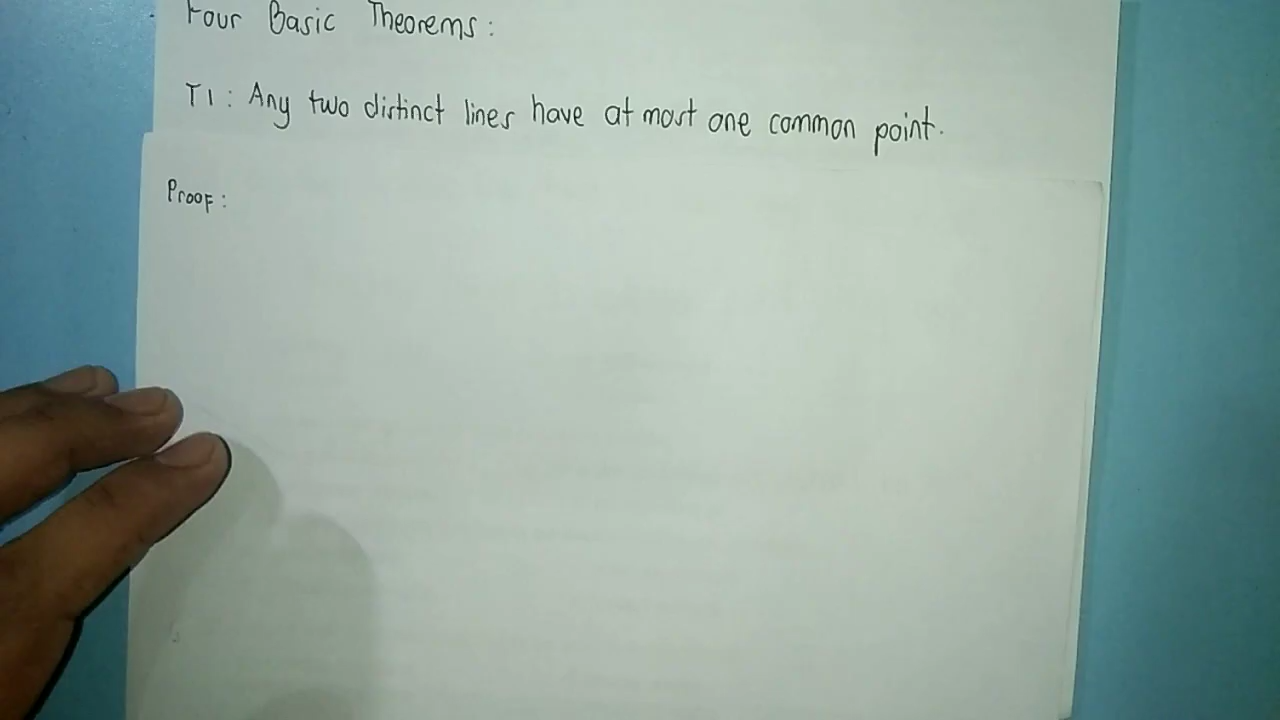 Four Basic Theorems:
T1: Any two distinct lines have at most one common point.
Proof: